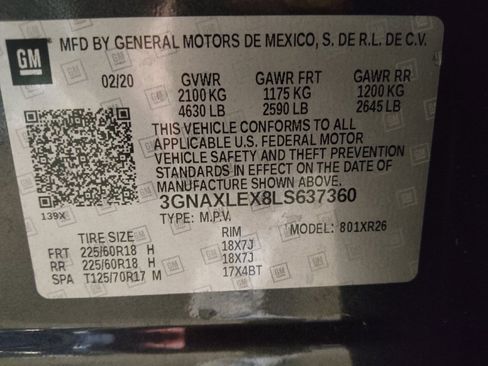 GM
MFD BY GENERAL MOTORS DE MEXICO, S. DE R.L. DE C.V.
02/20 GVWR GAWR FRT GAWR RR
2100 KG 1175 KG 1200 KG
4630 LB 2590 LB 2645 LB
THIS VEHICLE CONFORMS TO ALL
APPLICABLE U.S. FEDERAL MOTOR
VEHICLE SAFETY AND THEFT PREVENTION
STANDARDS IN EFFECT ON THE DATE OF
MANUFACTURE SHOWN ABOVE.
139X
3GNAXLEX8LS637360
TYPE: M.P.V. MODEL: 801XR26
TIRE SIZE RIM
FRT 225/60R18 H 18X7J
RR 225/60R18 H 18X7J
SPA T125/70R17 M 17X4BT